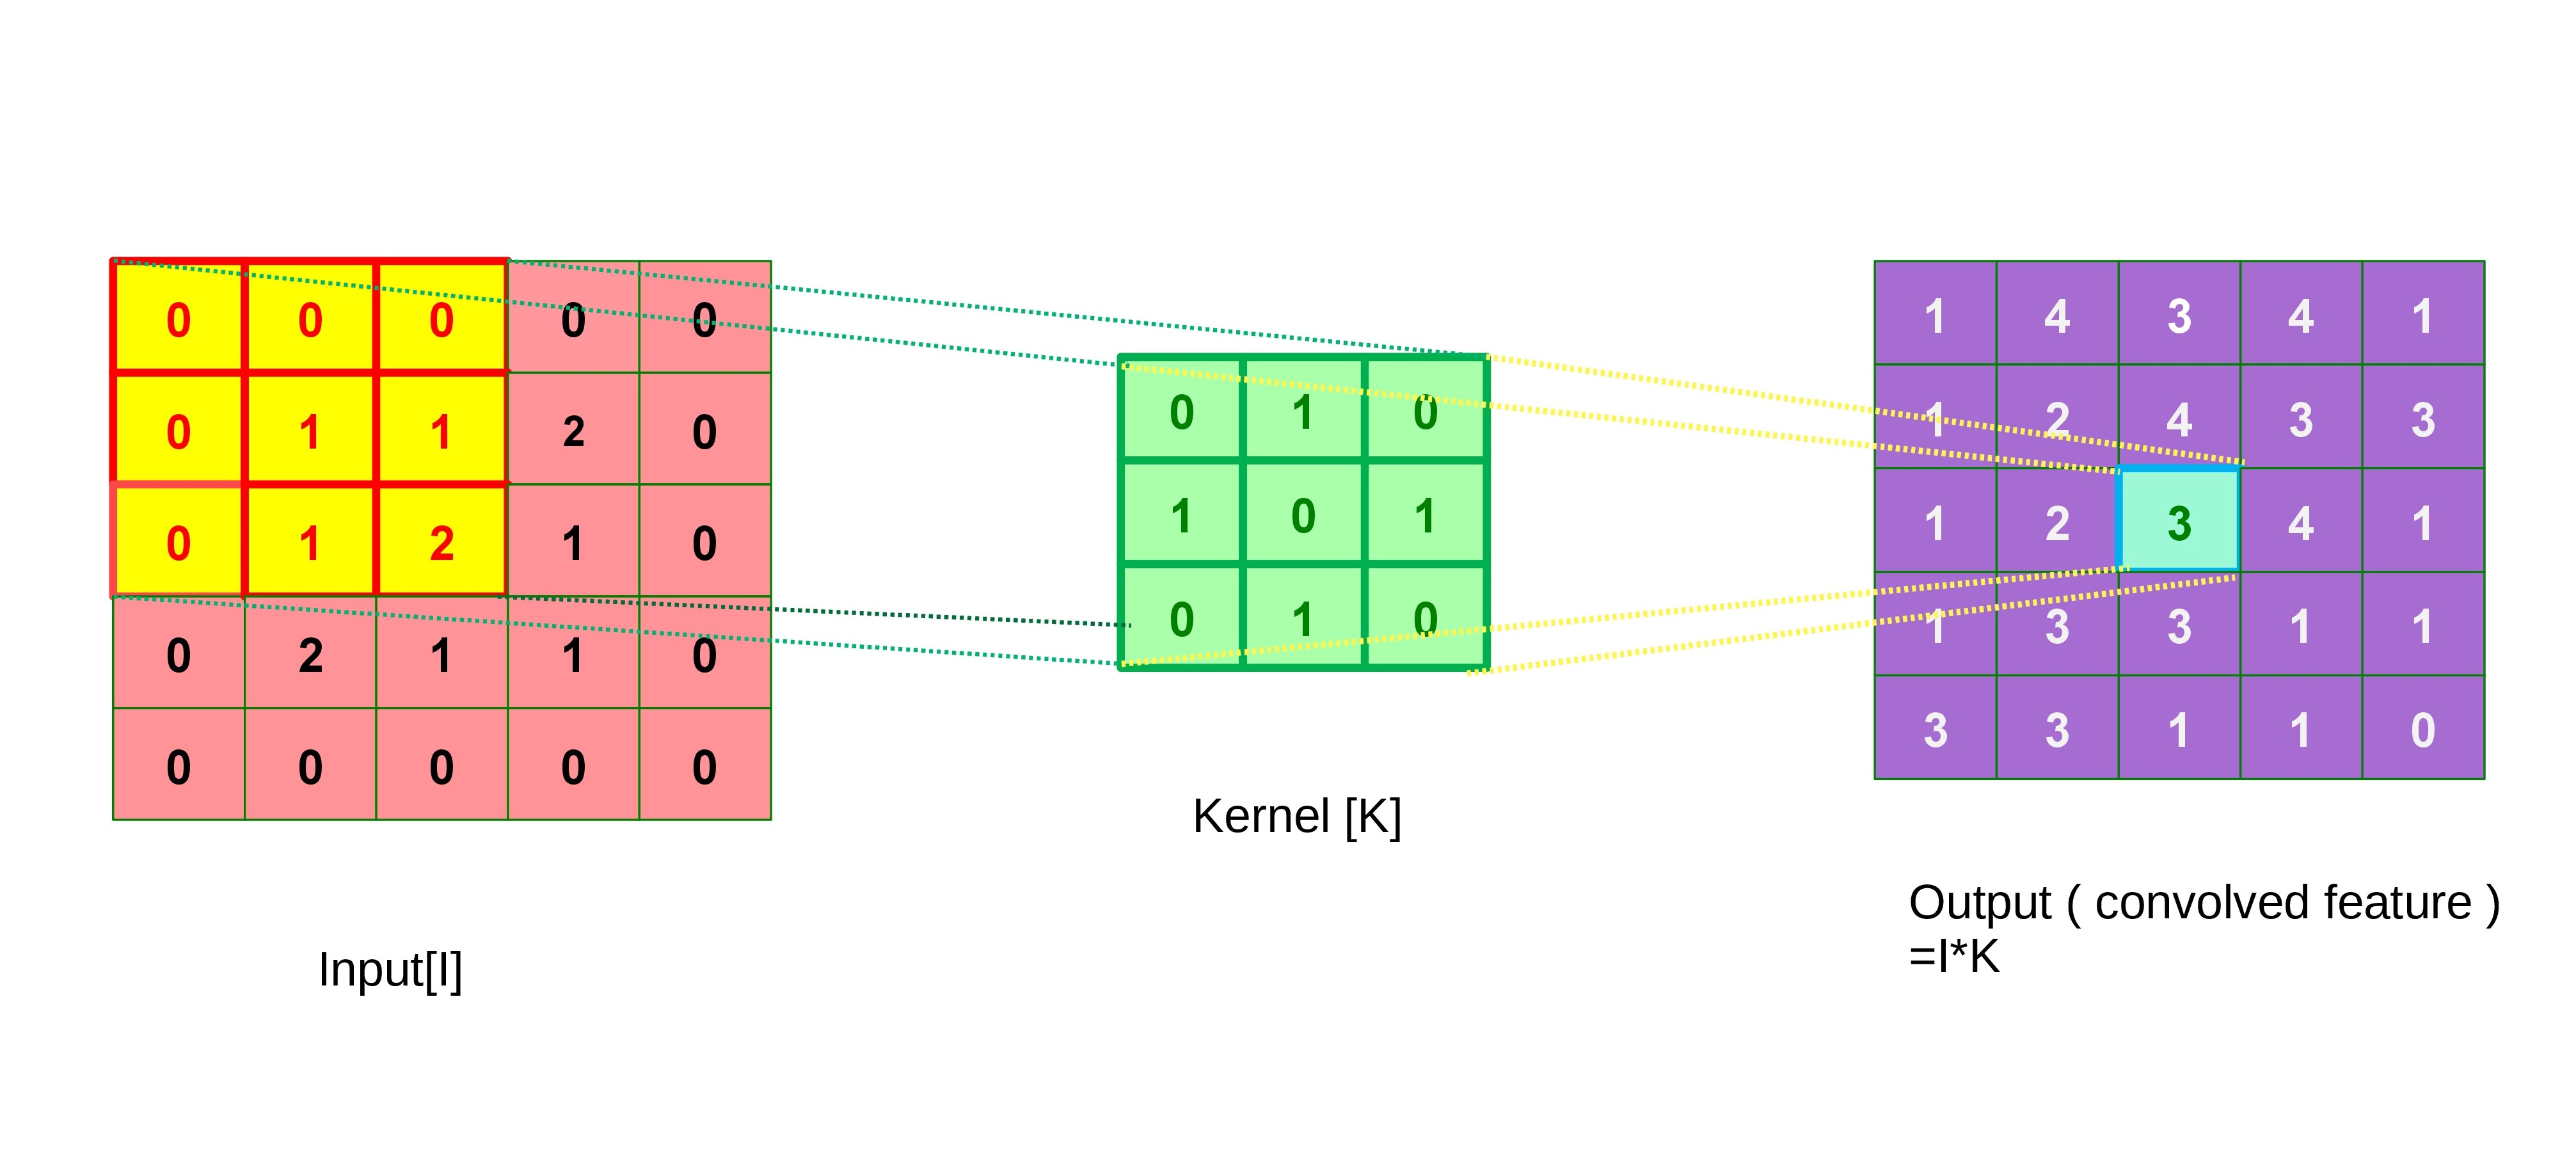 0 0 0 0 0
0 1 1 2 0
0 1 2 1 0
0 2 1 1 0
0 0 0 0 0
Input[I]
0 1 0
1 0 1
0 1 0
Kernel [K]
1 4 3 4 1
1 2 4 3 3
1 2 3 4 1
1 3 3 1 1
3 3 1 1 0
Output ( convolved feature )
=I*K